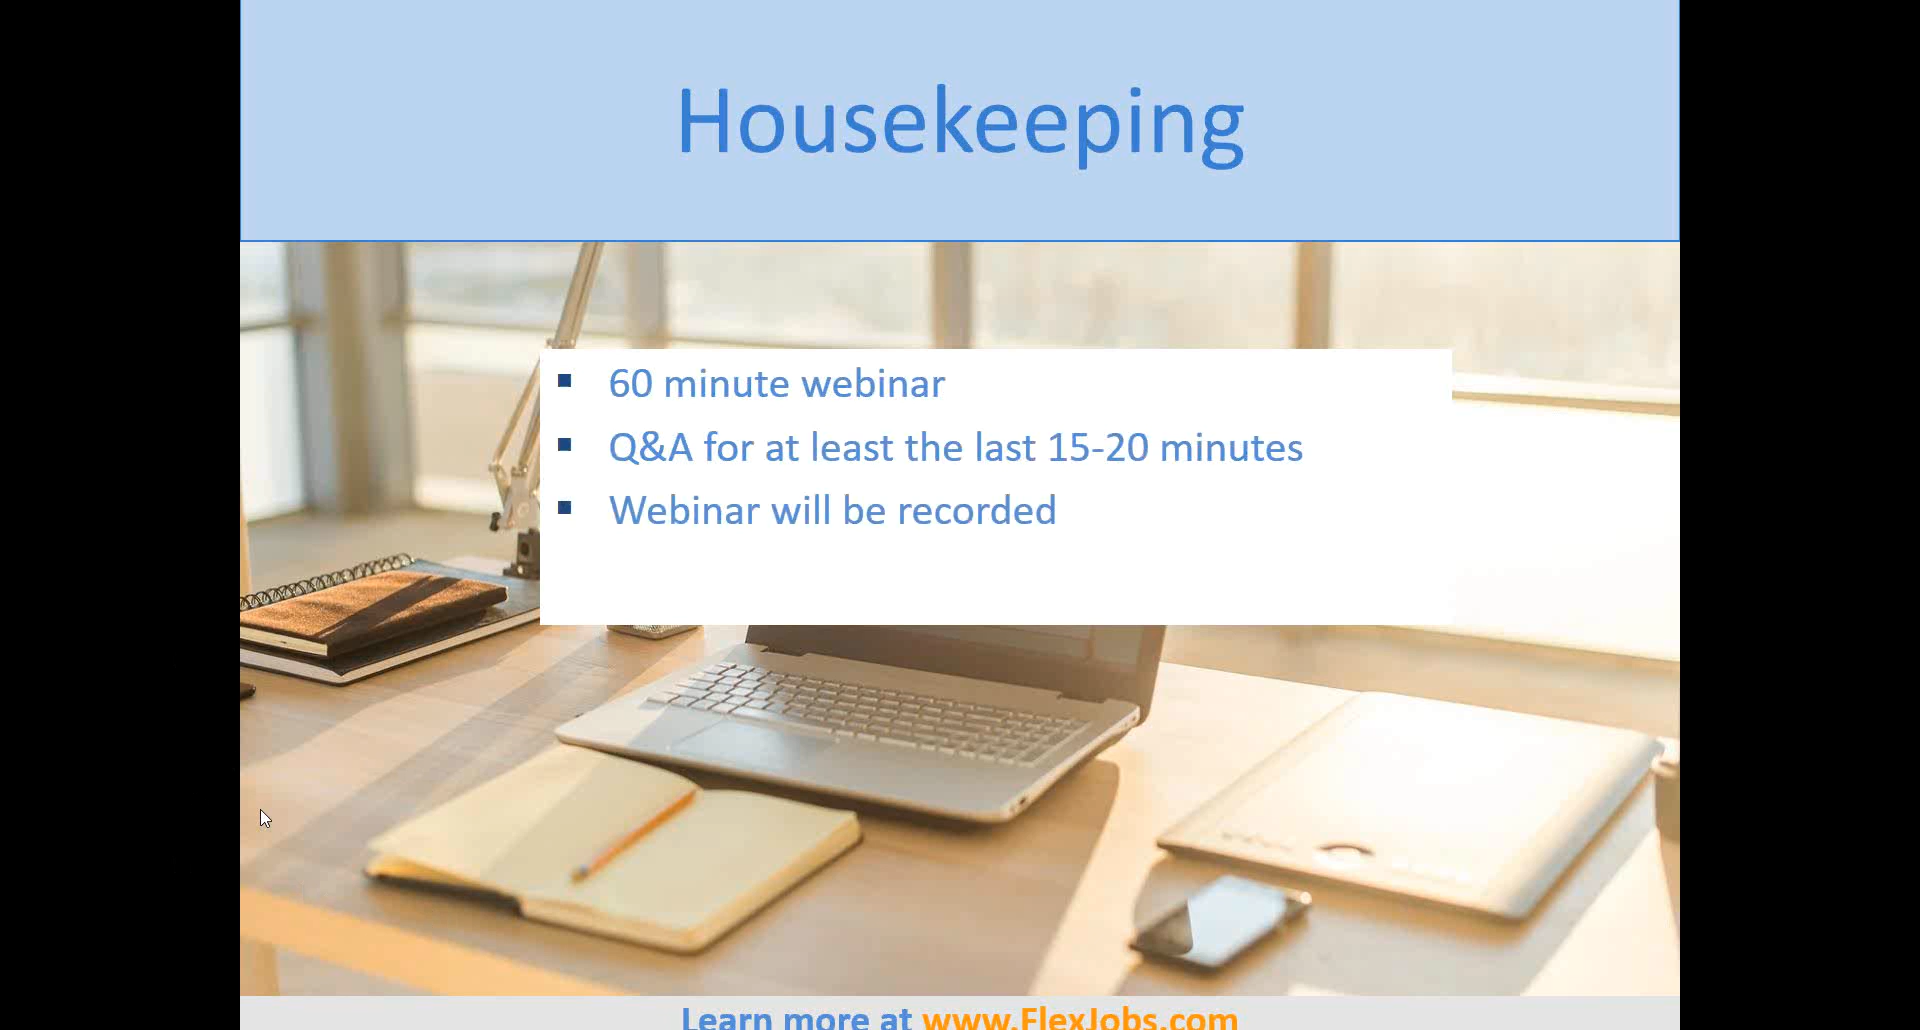 Housekeeping
60 minute webinar
Q&A for at least the last 15-20 minutes
Webinar will be recorded
Learn more at www.FlexJobs.com